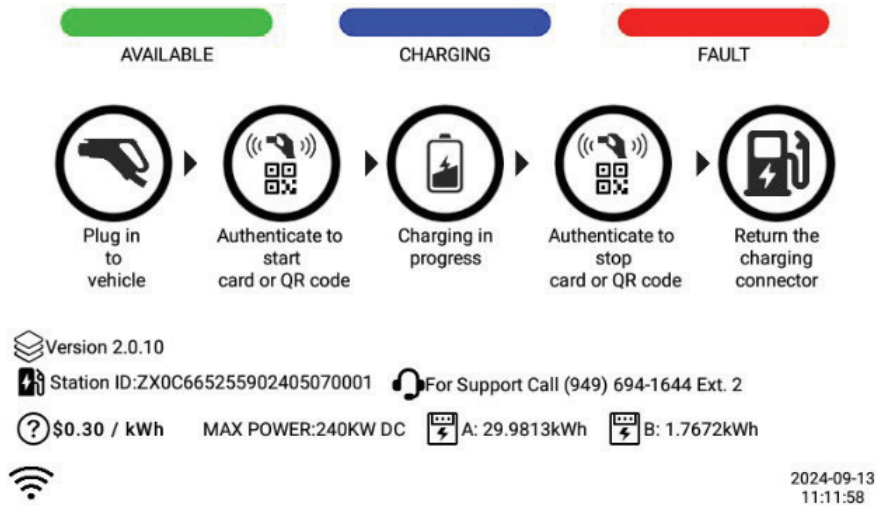 AVAILABLE
CHARGING
FAULT
Plug in
to
vehicle
Authenticate to
start
card or QR code
Charging in
progress
Authenticate to
stop
card or QR code
Return the
charging
connector
Version 2.0.10
Station ID:ZX0C665255902405070001
For Support Call (949) 694-1644 Ext. 2
$0.30 / kWh
MAX POWER:240KW DC
A: 29.9813kWh
B: 1.7672kWh
2024-09-13
11:11:58